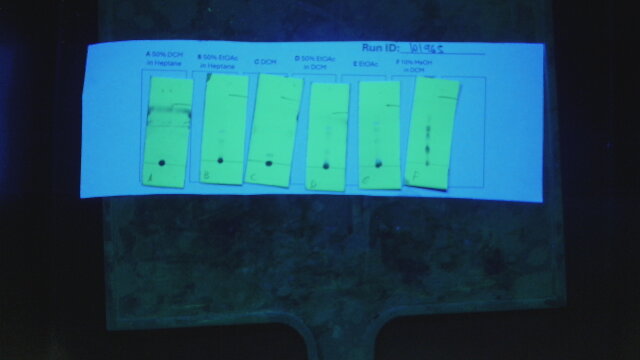 Run ID:
A 50% DCM in Heptane
B 50% EtOAc in Heptane
C DCM
D 50% EtOAc in DCM
E EtOAc
F 10% MeOH in DCM
A
B
C
D
E
F